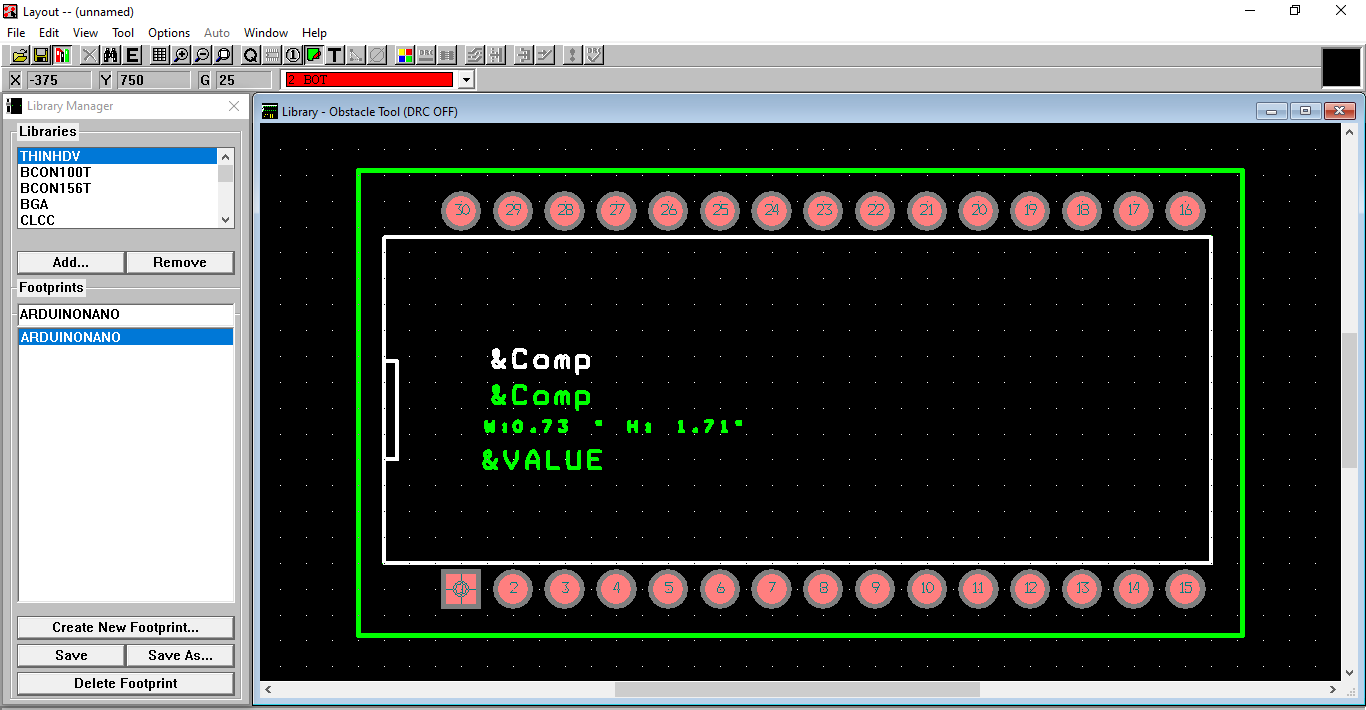 Layout -- (unnamed)
File Edit View Tool Options Auto Window Help
E Q 1 T DRC
X -375 Y 750 G 25 2 BOT
Library Manager
Library - Obstacle Tool (DRC OFF)
Libraries
THINHDV
BCON100T
BCON156T
BGA
CLCC
Add... Remove
Footprints
ARDUINONANO
ARDUINONANO
Create New Footprint...
Save Save As...
Delete Footprint
30 29 28 27 26 25 24 23 22 21 20 19 18 17 16
&Comp
&Comp
W:0.73 " H: 1.71"
&VALUE
1 2 3 4 5 6 7 8 9 10 11 12 13 14 15